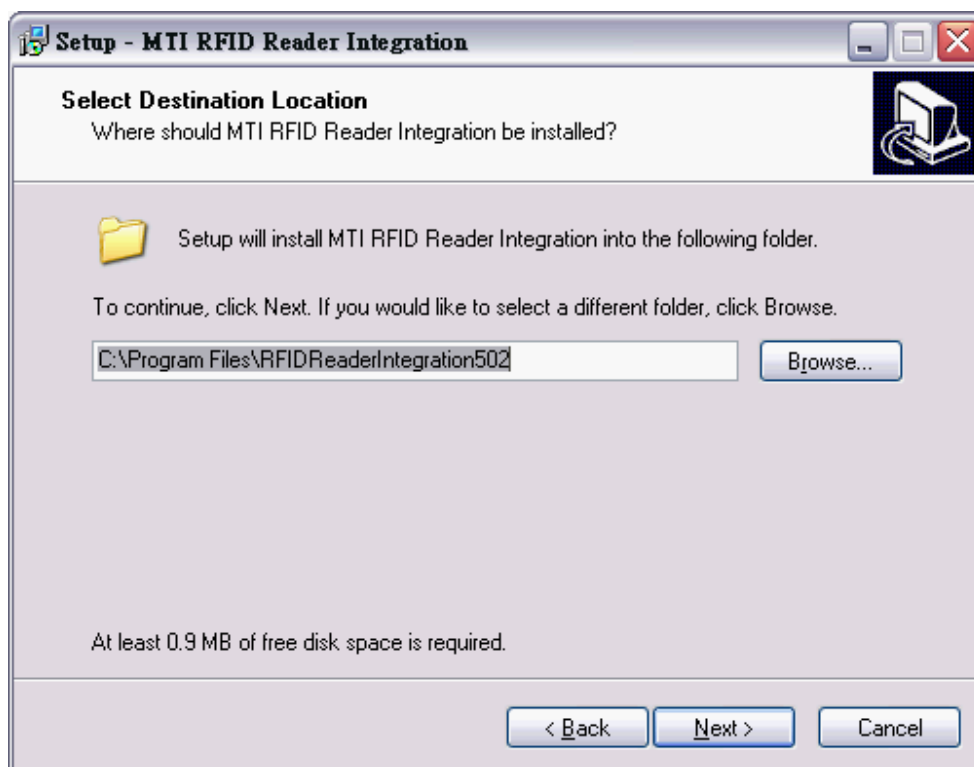 Setup - MTI RFID Reader Integration
Select Destination Location
Where should MTI RFID Reader Integration be installed?
Setup will install MTI RFID Reader Integration into the following folder.
To continue, click Next. If you would like to select a different folder, click Browse.
C:\Program Files\RFIDReaderIntegration502
Browse...
At least 0.9 MB of free disk space is required.
< Back
Next >
Cancel